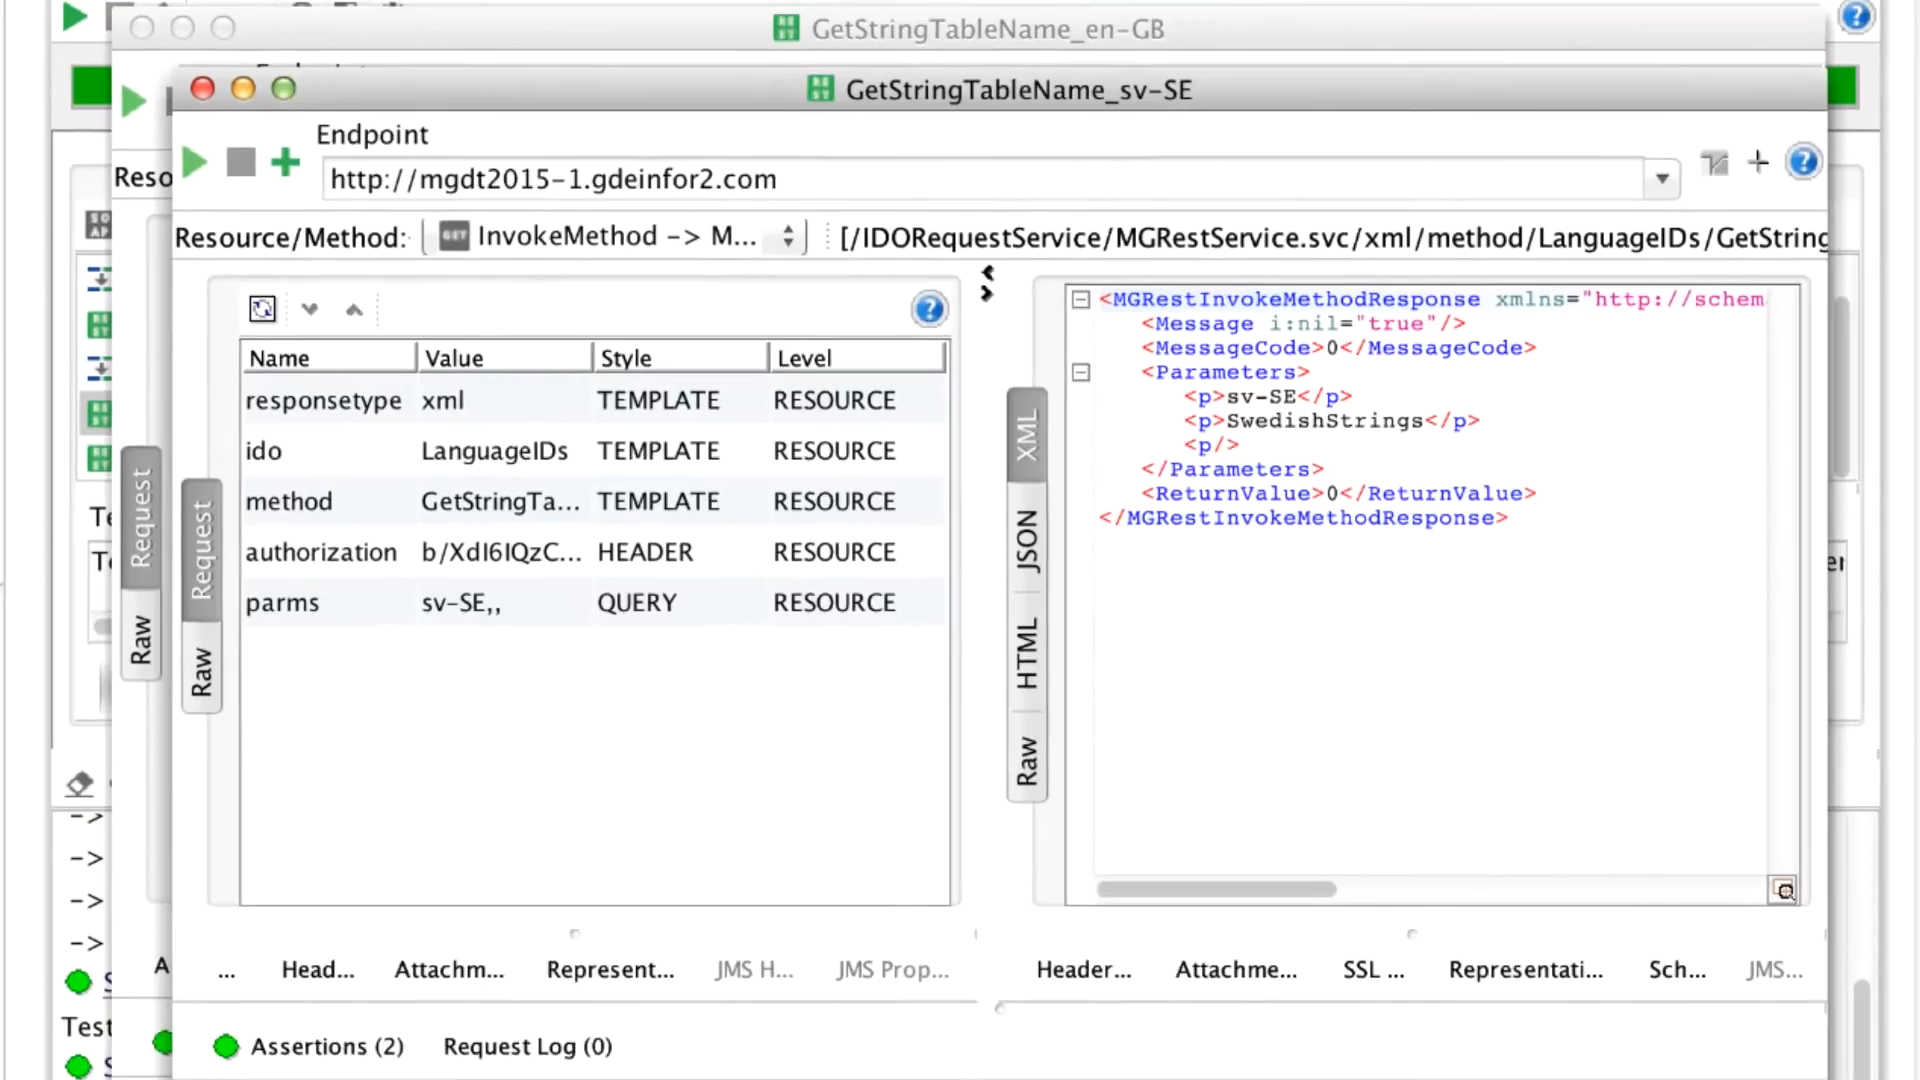 GetStringTableName_en-GB
GetStringTableName_sv-SE
Endpoint
http://mgdt2015-1.gdeinfor2.com
Reso
Resource/Method:
GET
InvokeMethod -> M...
[/IDORequestService/MGRestService.svc/xml/method/LanguageIDs/GetString
Name Value Style Level
responsetype xml TEMPLATE RESOURCE
ido LanguageIDs TEMPLATE RESOURCE
method GetStringTa... TEMPLATE RESOURCE
authorization b/XdI6IQzC... HEADER RESOURCE
parms sv-SE,, QUERY RESOURCE
Request
Raw
Request
Raw
XML
JSON
HTML
Raw
<MGRestInvokeMethodResponse xmlns="http://schem
<Message i:nil="true"/>
<MessageCode>0</MessageCode>
<Parameters>
<p>sv-SE</p>
<p>SwedishStrings</p>
<p/>
</Parameters>
<ReturnValue>0</ReturnValue>
</MGRestInvokeMethodResponse>
->
->
->
->
A
... Head... Attachm... Represent... JMS H... JMS Prop...
Header... Attachme... SSL ... Representati... Sch... JMS...
Test
Assertions (2) Request Log (0)